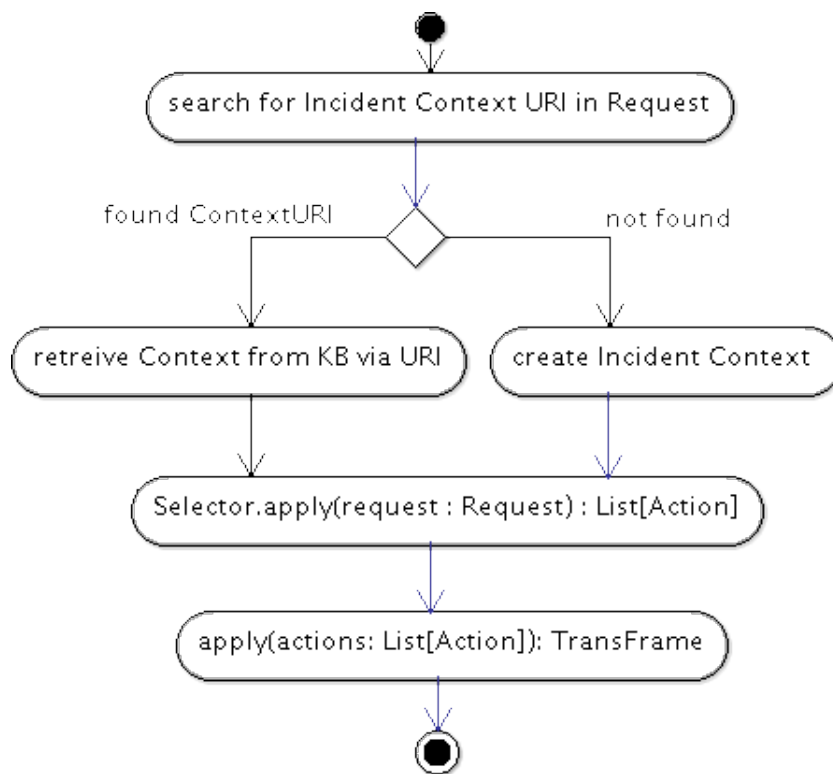 search for Incident Context URI in Request
found ContextURI
not found
retreive Context from KB via URI
create Incident Context
Selector.apply(request : Request) : List[Action]
apply(actions: List[Action]): TransFrame